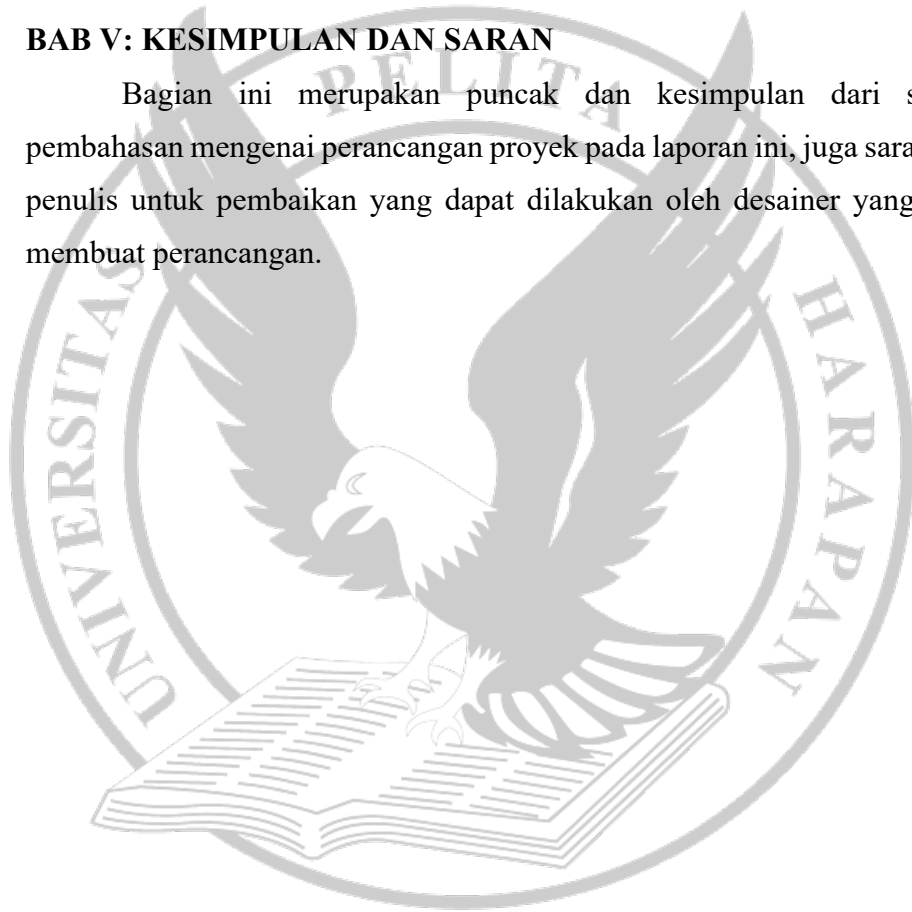 BAB V: KESIMPULAN DAN SARAN
Bagian ini merupakan puncak dan kesimpulan dari
pembahasan mengenai perancangan proyek pada laporan ini, juga
penulis untuk pembaikan yang dapat dilakukan oleh desainer yang
membuat perancangan.
UNIVERSITAS PELITA HARAPAN